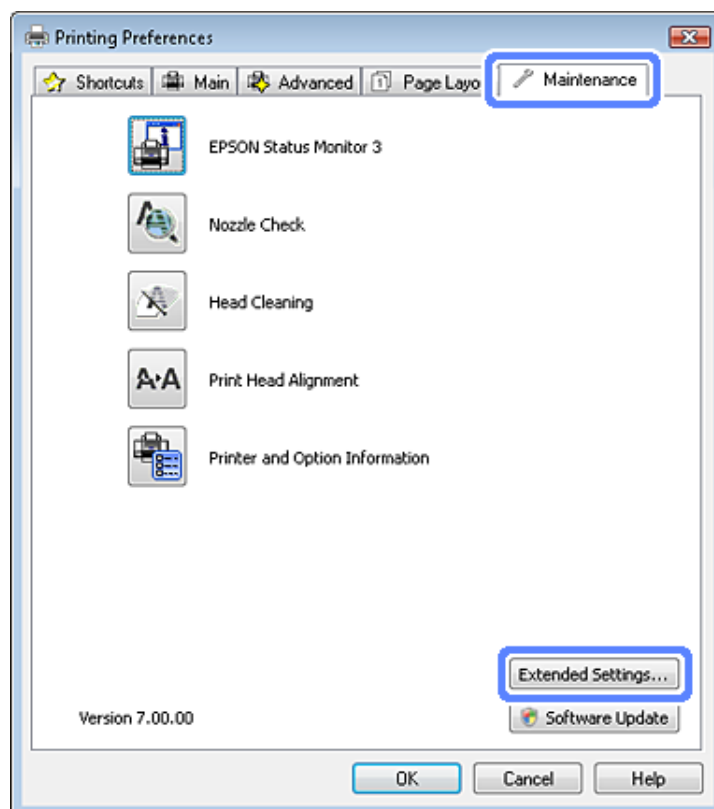 Printing Preferences
Shortcuts Main Advanced 1 Page Layo Maintenance
EPSON Status Monitor 3
Nozzle Check
Head Cleaning
A A Print Head Alignment
Printer and Option Information
Extended Settings...
Version 7.00.00 Software Update
OK Cancel Help